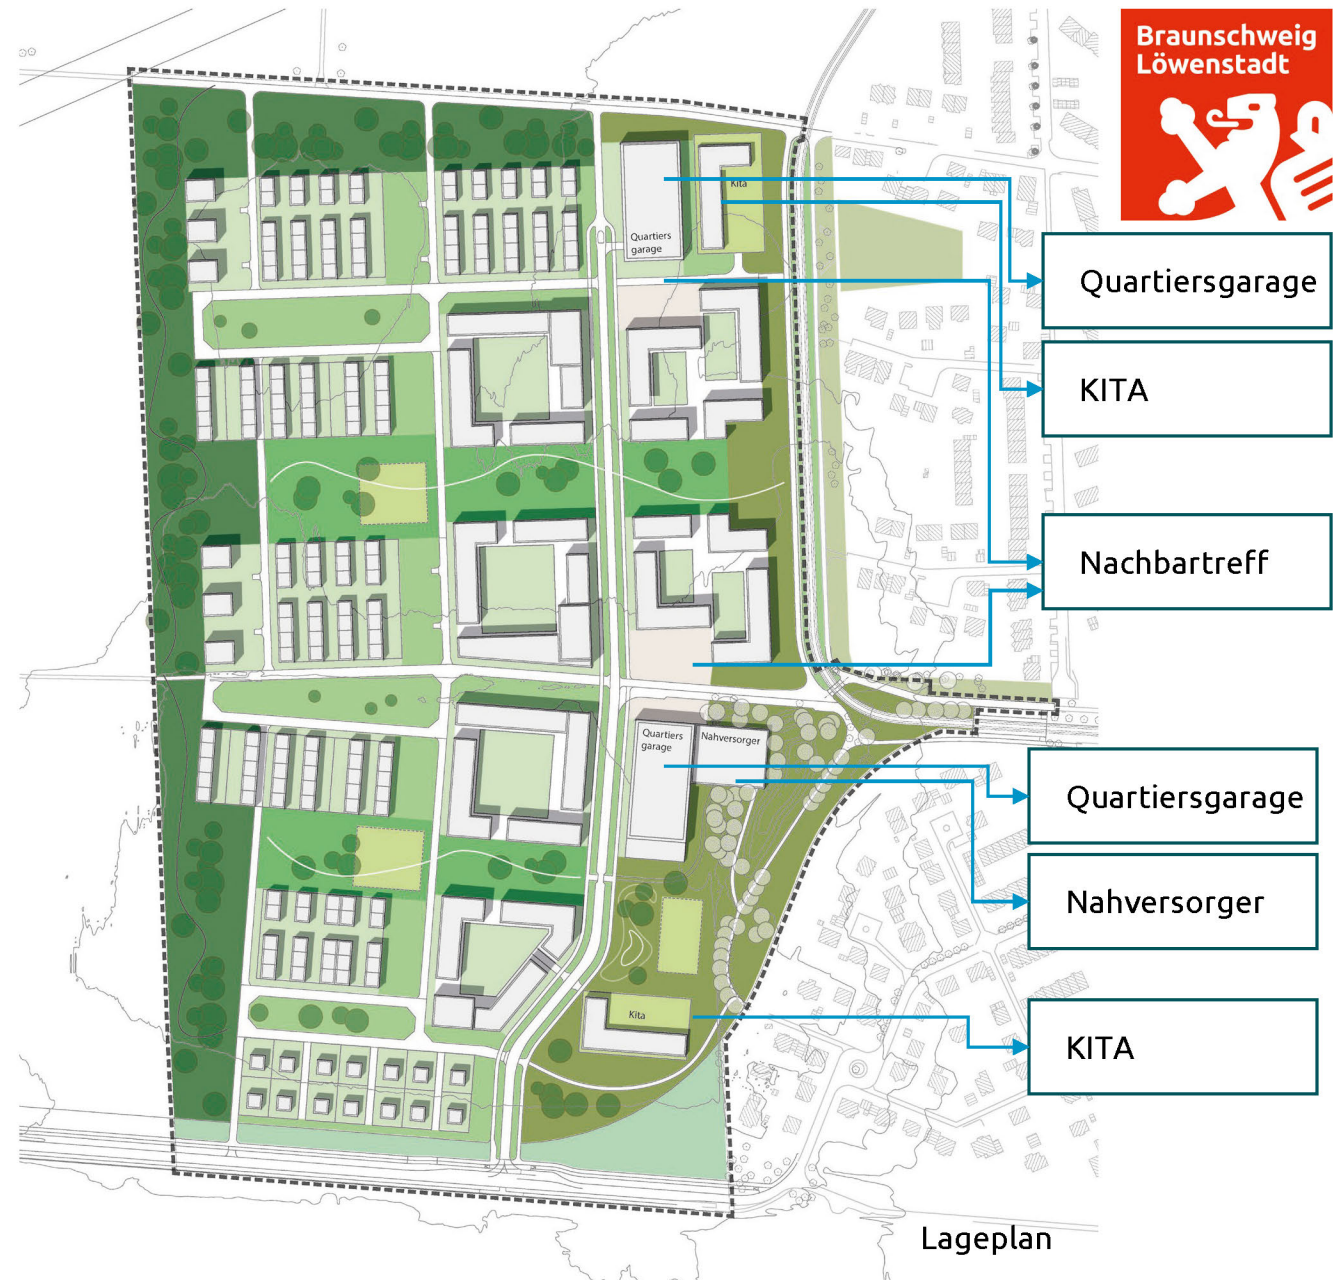 Braunschweig
Löwenstadt
Kita
Quartiers
garage
Quartiersgarage
KITA
Nachbartreff
Quartiers
garage
Nahversorger
Quartiersgarage
Nahversorger
Kita
KITA
Lageplan